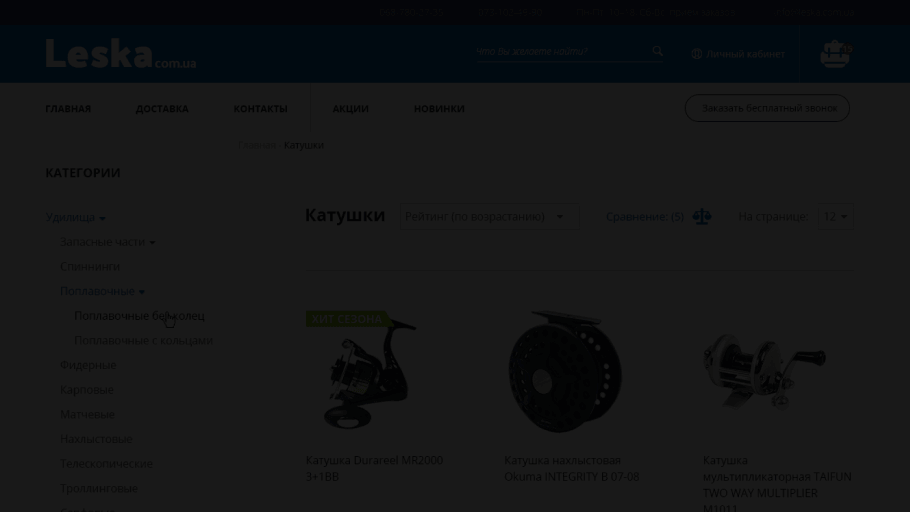 Leska.com.ua
Что Вы желаете найти?
Личный кабинет
ГЛАВНАЯ
ДОСТАВКА
КОНТАКТЫ
АКЦИИ
НОВИНКИ
Заказать бесплатный звонок
Главная - Катушки
КАТЕГОРИИ
Удилища
Запасные части
Спиннинги
Поплавочные
Поплавочные без колец
Поплавочные с кольцами
Фидерные
Карповые
Матчевые
Нахлыстовые
Телескопические
Троллинговые
Катушки
Рейтинг (по возрастанию)
Сравнение: (5)
На странице:
12
ХИТ СЕЗОНА
Катушка Durareel MR2000
3+1BB
Катушка нахлыстовая
Okuma INTEGRITY B 07-08
Катушка
мультипликаторная TAIFUN
TWO WAY MULTIPLIER
M1011